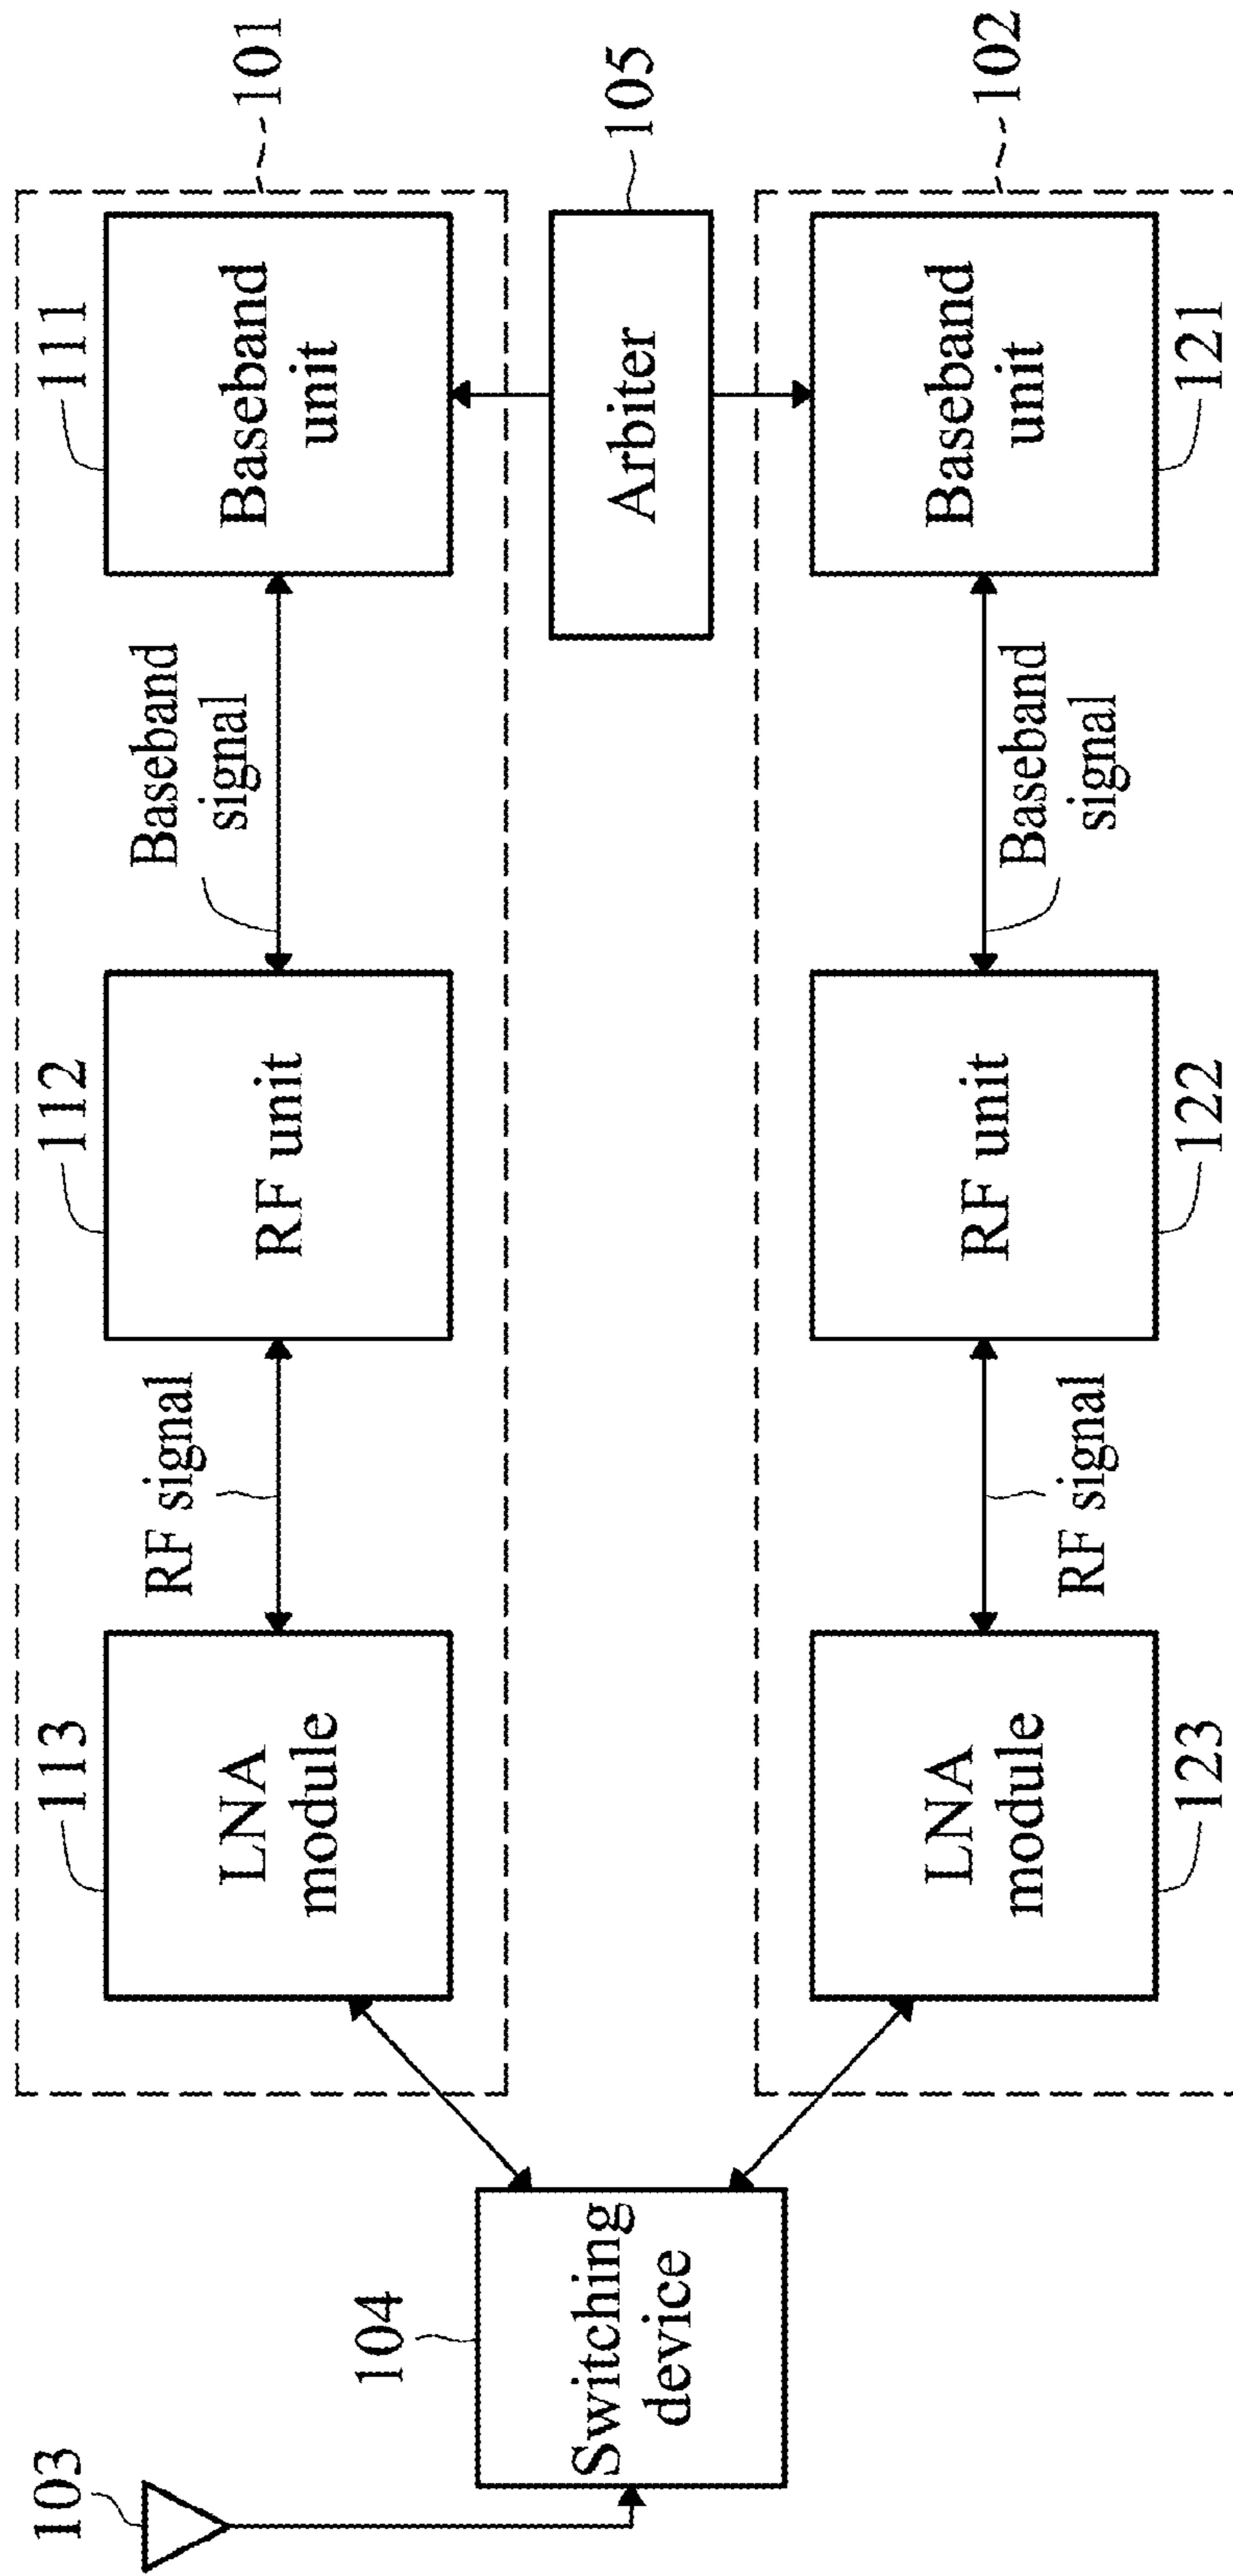 103
104
Switching
device
113
LNA
module
RF signal
112
RF unit
Baseband
signal
111
Baseband
unit
101
Arbiter
105
LNA
module
123
RF signal
RF unit
122
Baseband
signal
Baseband
unit
121
102